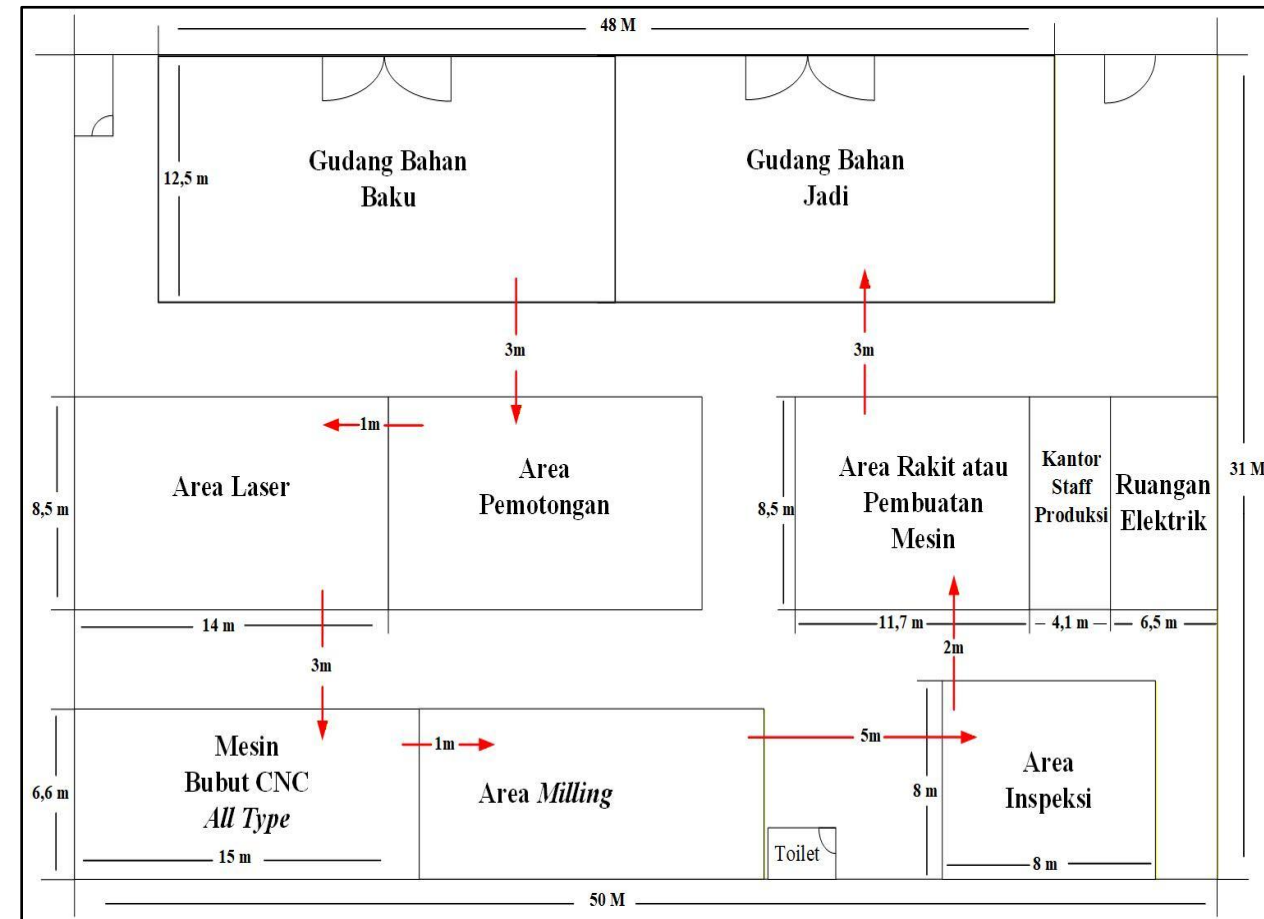 48 M
12,5 m
Gudang Bahan
Baku
Gudang Bahan
Jadi
3m
3m
1m
31 M
8,5 m
Area Laser
Area
Pemotongan
8,5 m
Area Rakit atau
Pembuatan
Mesin
Kantor
Staff
Produksi
Ruangan
Elektrik
14 m
11,7 m
4,1 m
6,5 m
3m
2m
6,6 m
Mesin
Bubut CNC
All Type
15 m
1m
Area Milling
5m
Toilet
8 m
Area
Inspeksi
8 m
50 M